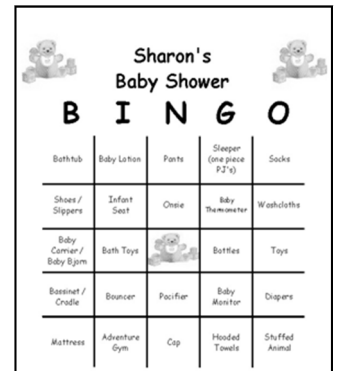 Sharon's
Baby Shower
B I N G O
Bathtub
Baby Lotion
Pants
Sleeper
(one piece
PJ's)
Socks
Shoes /
Slippers
Infant
Seat
Onsie
Baby
Thermometer
Washcloths
Baby
Carrier /
Baby Bjorn
Bath Toys
Bottles
Toys
Bassinet /
Cradle
Bouncer
Pacifier
Baby
Monitor
Diapers
Mattress
Adventure
Gym
Cap
Hooded
Towels
Stuffed
Animal